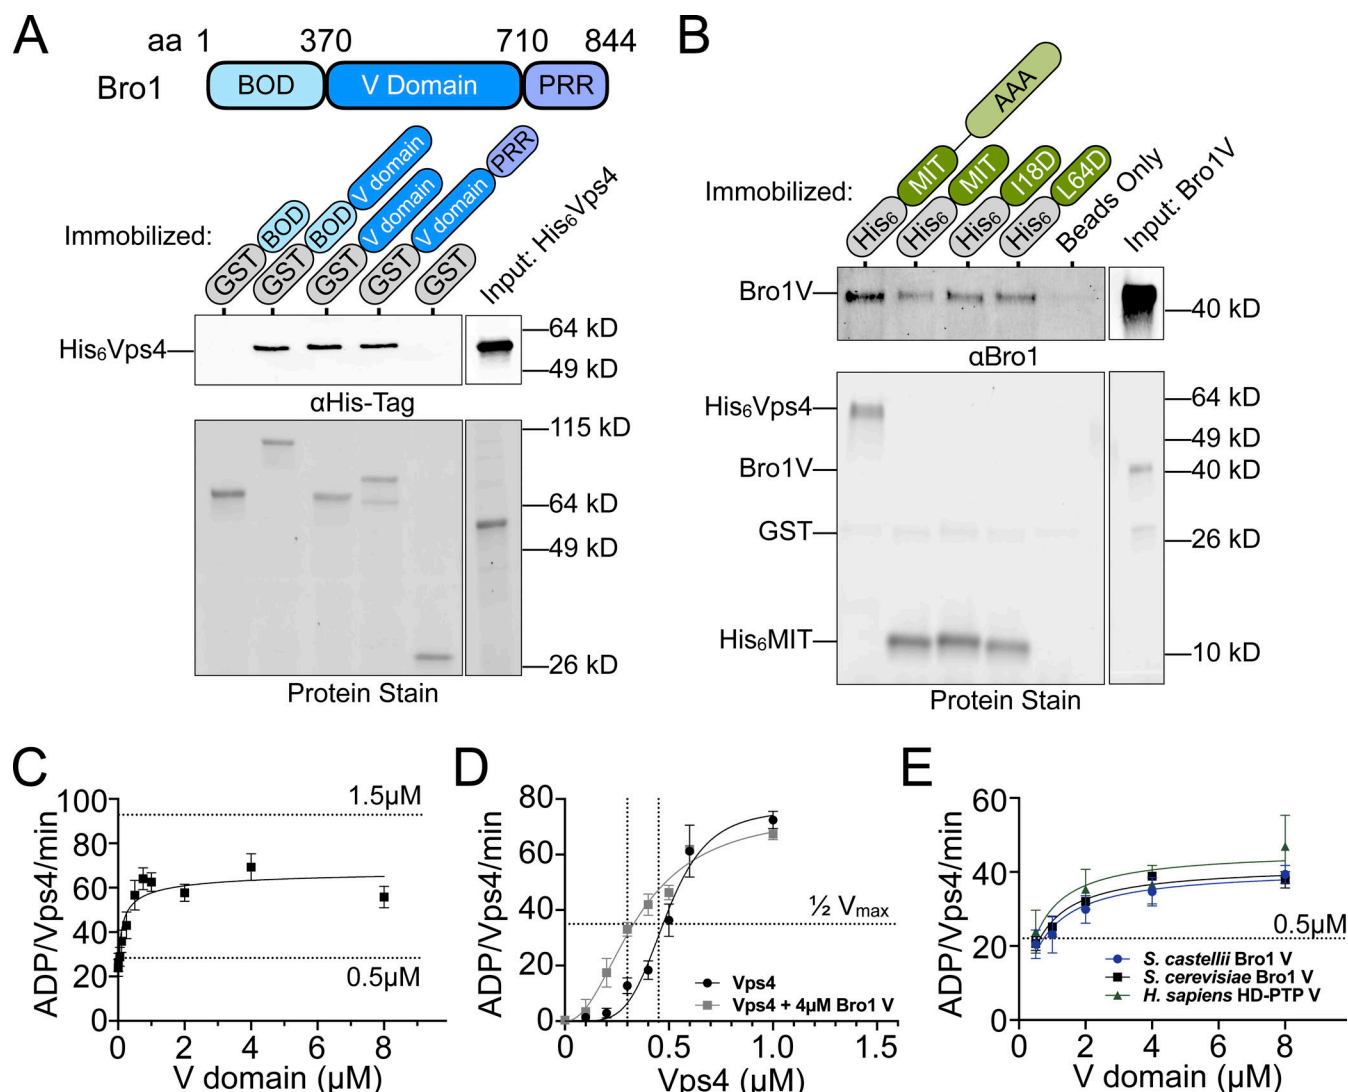 A
aa 1 370 710 844
Bro1 BOD V Domain PRR
Immobilized:
GST BOD
GST BOD V domain
GST V domain
GST V domain PRR
GST
Input: His6Vps4
His6Vps4
64 kD
49 kD
αHis-Tag
115 kD
64 kD
49 kD
26 kD
Protein Stain
B
Immobilized:
His6 MIT AAA
His6 MIT
His6 I18D
His6 L64D
Beads Only
Input: Bro1V
Bro1V
40 kD
αBro1
His6Vps4
Bro1V
GST
His6MIT
64 kD
49 kD
40 kD
26 kD
10 kD
Protein Stain
C
ADP/Vps4/min
100
80
60
40
20
0
1.5µM
0.5µM
0 2 4 6 8
V domain (µM)
D
ADP/Vps4/min
80
60
40
20
0
½ Vmax
Vps4
Vps4 + 4µM Bro1 V
0.0 0.5 1.0 1.5
Vps4 (µM)
E
ADP/Vps4/min
60
40
20
0
0.5µM
S. castellii Bro1 V
S. cerevisiae Bro1 V
H. sapiens HD-PTP V
0 2 4 6 8
V domain (µM)